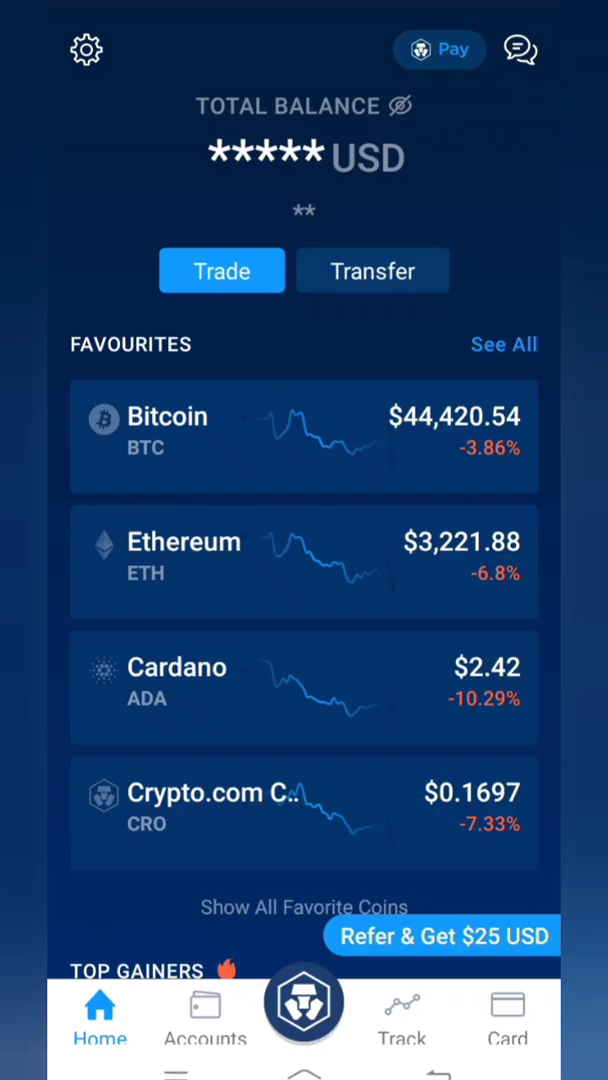 Pay
TOTAL BALANCE
***** USD
**
Trade
Transfer
FAVOURITES
See All
Bitcoin
$44,420.54
BTC
-3.86%
Ethereum
$3,221.88
ETH
-6.8%
Cardano
$2.42
ADA
-10.29%
Crypto.com C..
$0.1697
CRO
-7.33%
Show All Favorite Coins
Refer & Get $25 USD
TOP GAINERS
Home
Accounts
Track
Card